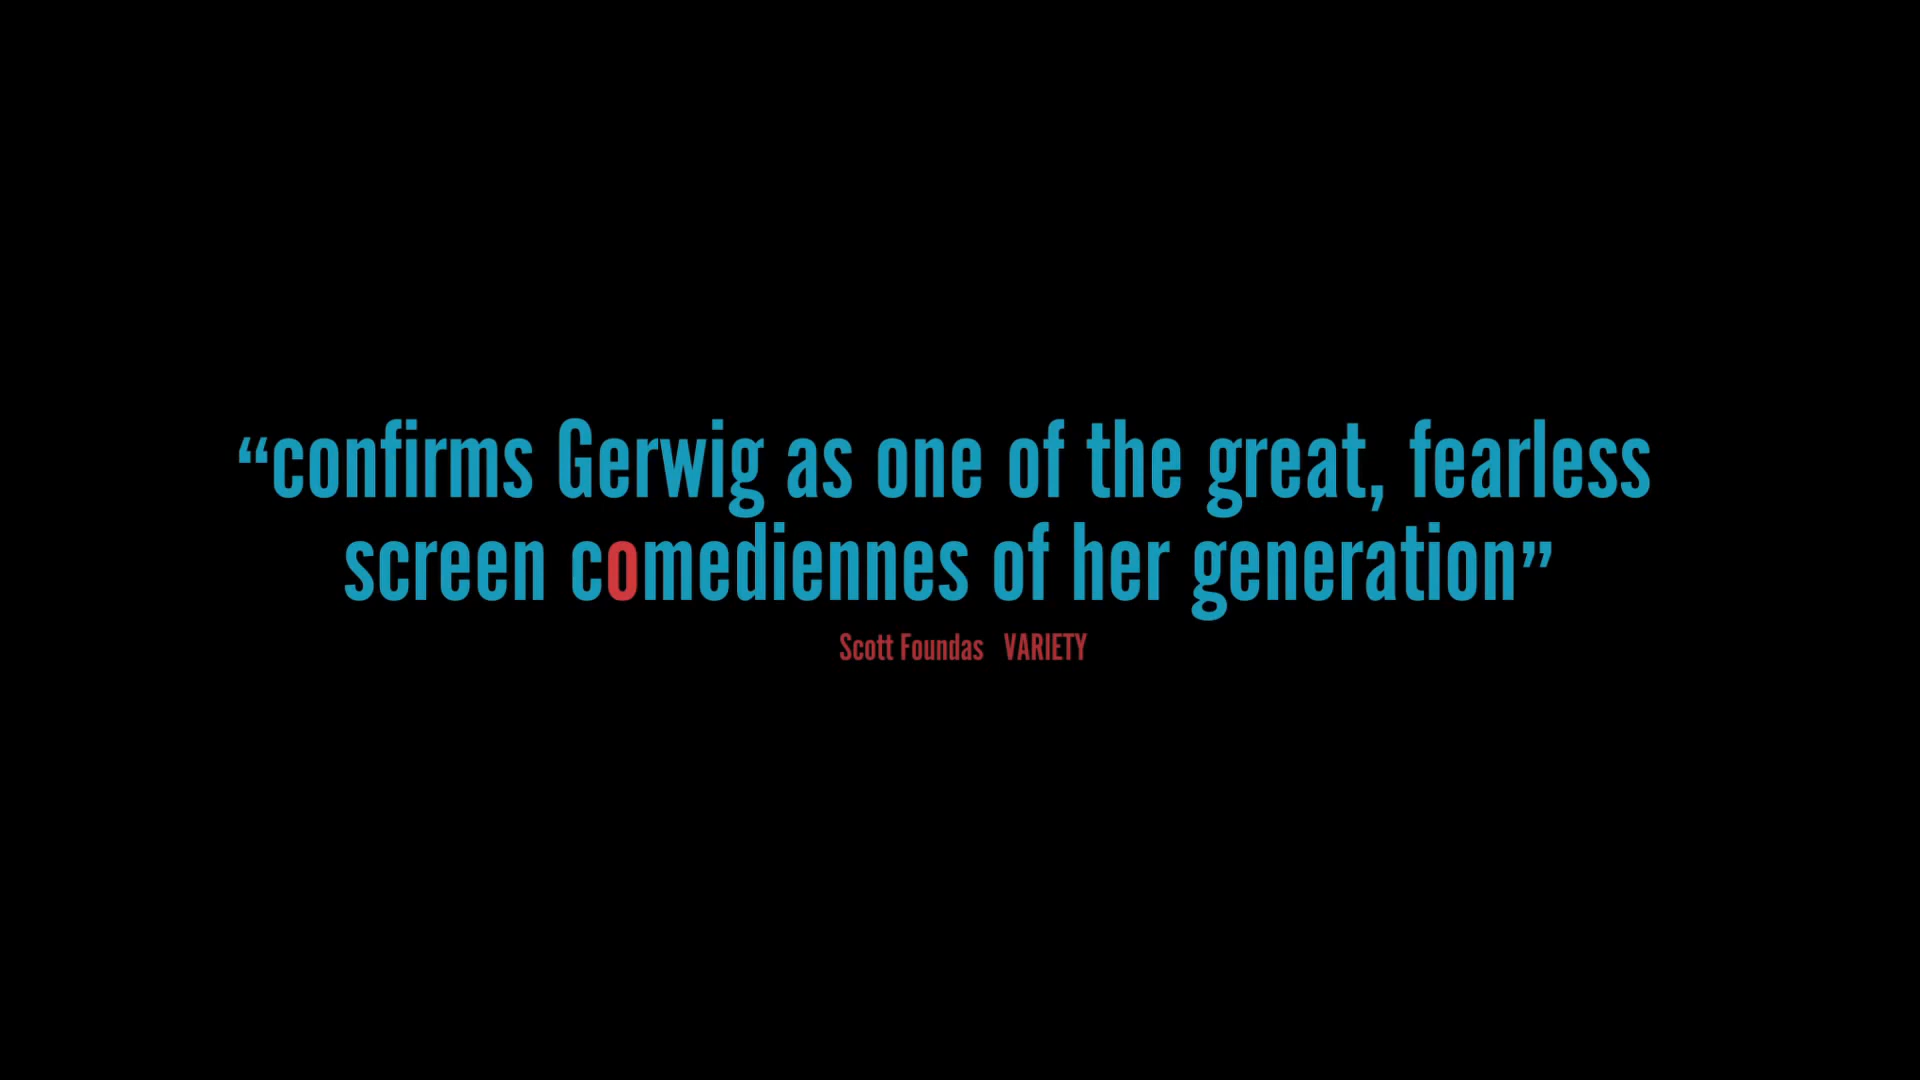 “confirms Gerwig as one of the great, fearless
screen comediennes of her generation”
Scott Foundas VARIETY